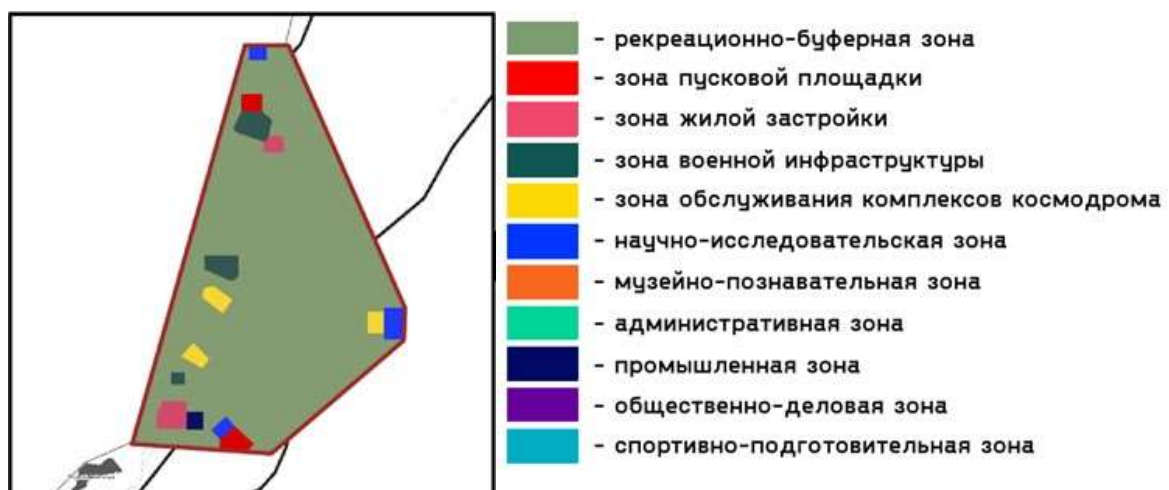 - рекреационно-буферная зона
- зона пусковой площадки
- зона жилой застройки
- зона военной инфраструктуры
- зона обслуживания комплексов космодрома
- научно-исследовательская зона
- музейно-познавательная зона
- административная зона
- промышленная зона
- общественно-деловая зона
- спортивно-подготовительная зона